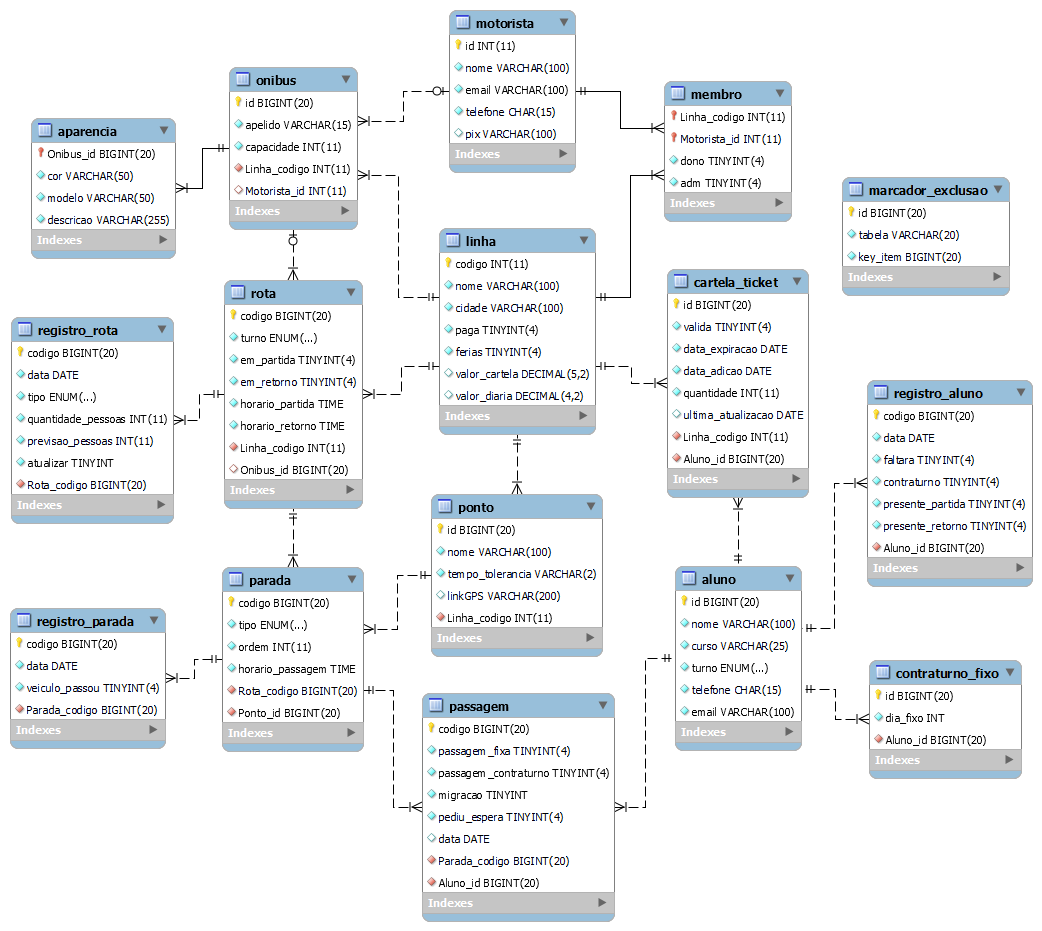 motorista
id INT(11)
nome VARCHAR(100)
email VARCHAR(100)
telefone CHAR(15)
pix VARCHAR(100)
Indexes
onibus
id BIGINT(20)
apelido VARCHAR(15)
capacidade INT(11)
Linha_codigo INT(11)
Motorista_id INT(11)
Indexes
membro
Linha_codigo INT(11)
Motorista_id INT(11)
dono TINYINT(4)
adm TINYINT(4)
Indexes
aparencia
Onibus_id BIGINT(20)
cor VARCHAR(50)
modelo VARCHAR(50)
descricao VARCHAR(255)
Indexes
marcador_exclusao
id BIGINT(20)
tabela VARCHAR(20)
key_item BIGINT(20)
Indexes
linha
codigo INT(11)
nome VARCHAR(100)
cidade VARCHAR(100)
paga TINYINT(4)
ferias TINYINT(4)
valor_cartela DECIMAL(5,2)
valor_diaria DECIMAL(4,2)
Indexes
cartela_ticket
id BIGINT(20)
valida TINYINT(4)
data_expiracao DATE
data_adicao DATE
quantidade INT(11)
ultima_atualizacao DATE
Linha_codigo INT(11)
Aluno_id BIGINT(20)
Indexes
rota
codigo BIGINT(20)
turno ENUM(...)
em_partida TINYINT(4)
em_retorno TINYINT(4)
horario_partida TIME
horario_retorno TIME
Linha_codigo INT(11)
Onibus_id BIGINT(20)
Indexes
registro_rota
codigo BIGINT(20)
data DATE
tipo ENUM(...)
quantidade_pessoas INT(11)
previsao_pessoas INT(11)
atualizar TINYINT
Rota_codigo BIGINT(20)
Indexes
registro_aluno
codigo BIGINT(20)
data DATE
faltara TINYINT(4)
contraturno TINYINT(4)
presente_partida TINYINT(4)
presente_retorno TINYINT(4)
Aluno_id BIGINT(20)
Indexes
ponto
id BIGINT(20)
nome VARCHAR(100)
tempo_tolerancia VARCHAR(2)
linkGPS VARCHAR(200)
Linha_codigo INT(11)
Indexes
parada
codigo BIGINT(20)
tipo ENUM(...)
ordem INT(11)
horario_passagem TIME
Rota_codigo BIGINT(20)
Ponto_id BIGINT(20)
Indexes
aluno
id BIGINT(20)
nome VARCHAR(100)
curso VARCHAR(25)
turno ENUM(...)
telefone CHAR(15)
email VARCHAR(100)
Indexes
registro_parada
codigo BIGINT(20)
data DATE
veiculo_passou TINYINT(4)
Parada_codigo BIGINT(20)
Indexes
contraturno_fixo
id BIGINT(20)
dia_fixo INT
Aluno_id BIGINT(20)
Indexes
passagem
codigo BIGINT(20)
passagem_fixa TINYINT(4)
passagem_contraturno TINYINT(4)
migracao TINYINT
pediu_espera TINYINT(4)
data DATE
Parada_codigo BIGINT(20)
Aluno_id BIGINT(20)
Indexes